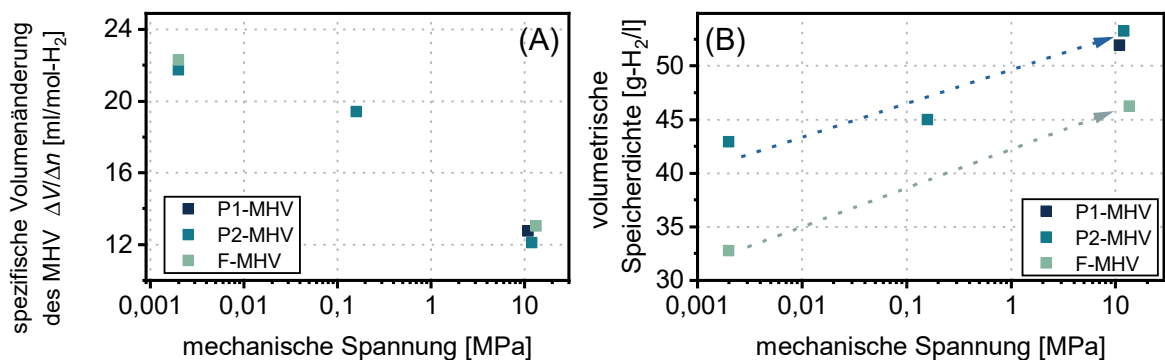 spezifische Volumenänderung
des MHV ΔV/Δn [ml/mol-H₂]
24
20
16
12
(A)
P1-MHV
P2-MHV
F-MHV
0,001 0,01 0,1 1 10
mechanische Spannung [MPa]
volumetrische
Speicherdichte [g-H₂/l]
50
45
40
35
30
(B)
P1-MHV
P2-MHV
F-MHV
0,001 0,01 0,1 1 10
mechanische Spannung [MPa]